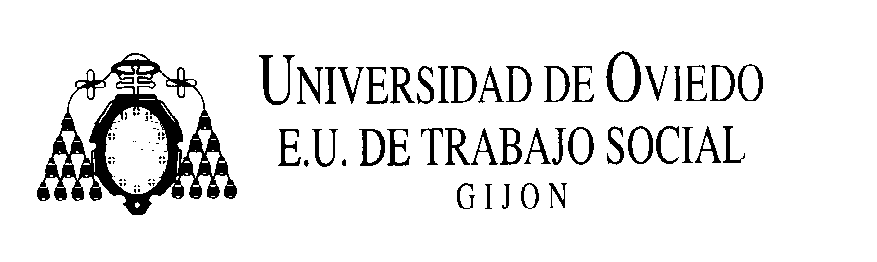 UNIVERSIDAD DE OVIEDO
E.U. DE TRABAJO SOCIAL
GIJON